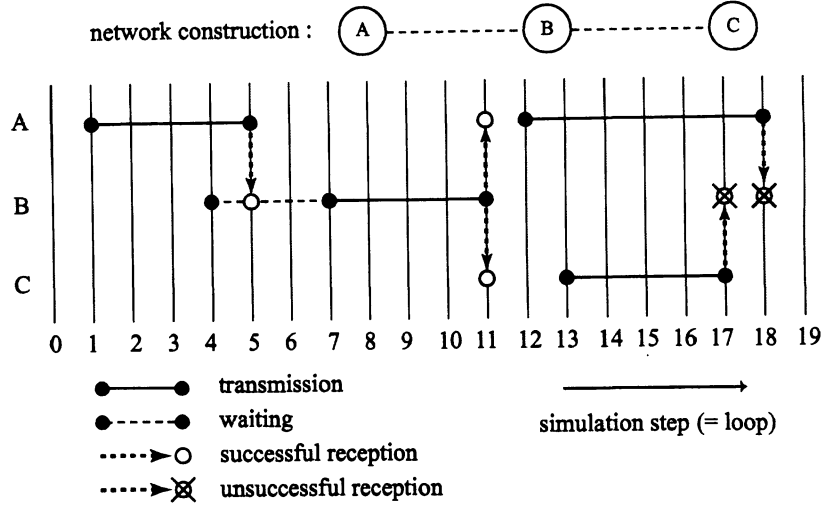 network construction : A B C
A
B
C
0 1 2 3 4 5 6 7 8 9 10 11 12 13 14 15 16 17 18 19
transmission
waiting
simulation step (= loop)
successful reception
unsuccessful reception